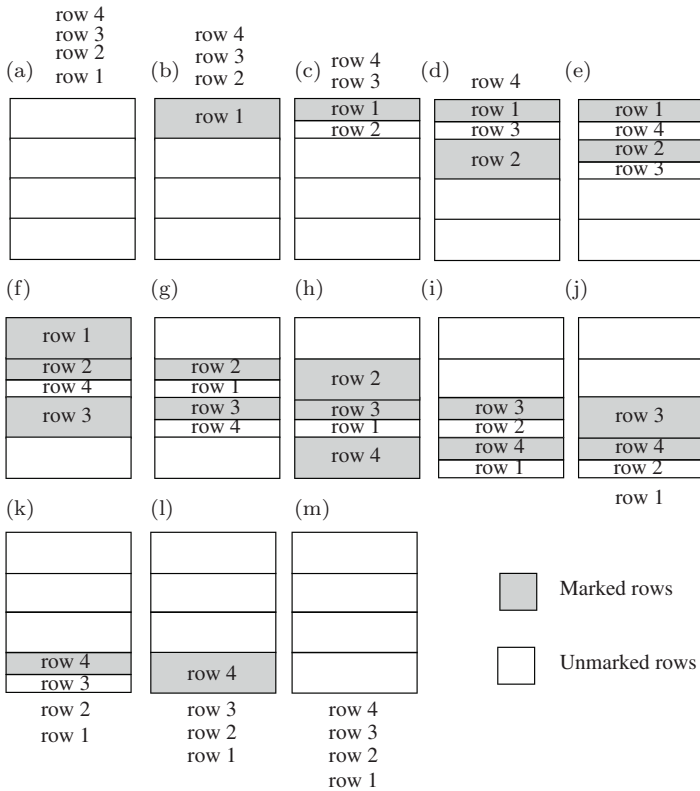 (a)
row 4
row 3
row 2
row 1
(b)
row 4
row 3
row 2
row 1
(c)
row 4
row 3
row 1
row 2
(d)
row 4
row 1
row 3
row 2
(e)
row 1
row 4
row 2
row 3
(f)
row 1
row 2
row 4
row 3
(g)
row 2
row 1
row 3
row 4
(h)
row 2
row 3
row 1
row 4
(i)
row 3
row 2
row 4
row 1
(j)
row 3
row 4
row 2
row 1
(k)
row 4
row 3
row 2
row 1
(l)
row 4
row 3
row 2
row 1
(m)
row 4
row 3
row 2
row 1
Marked rows
Unmarked rows